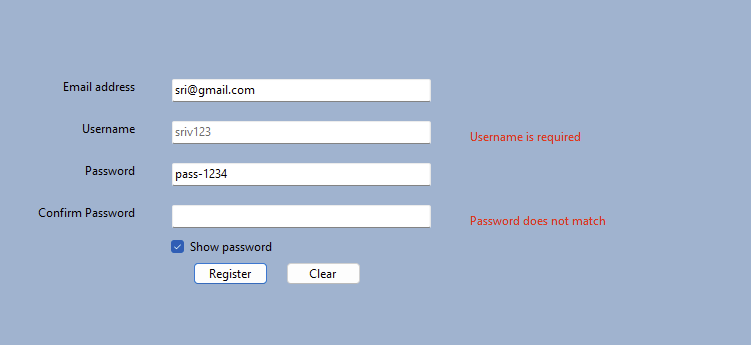 Email address sri@gmail.com
Username sriv123 Username is required
Password pass-1234
Confirm Password Password does not match
Show password
Register Clear